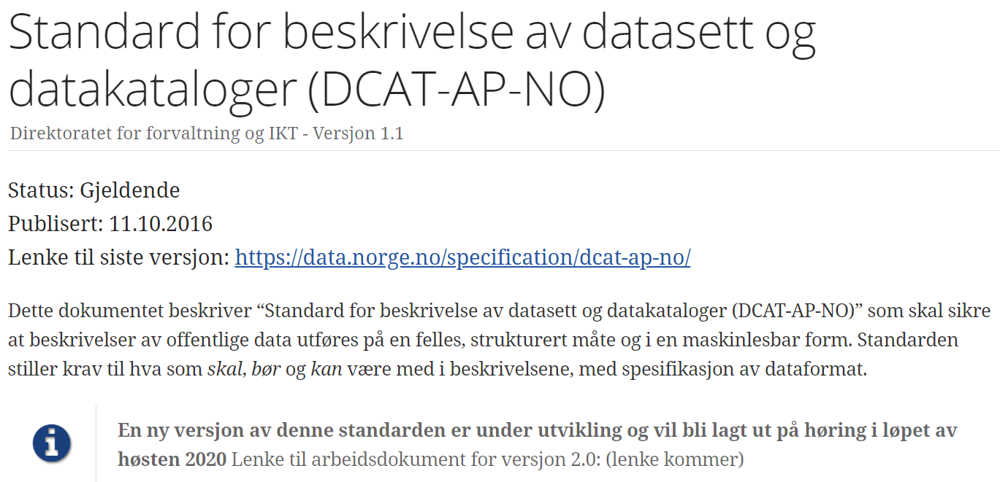 Standard for beskrivelse av datasett og
datakataloger (DCAT-AP-NO)
Direktoratet for forvaltning og IKT - Versjon 1.1
Status: Gjeldende
Publisert: 11.10.2016
Lenke til siste versjon: https://data.norge.no/specification/dcat-ap-no/
Dette dokumentet beskriver “Standard for beskrivelse av datasett og datakataloger (DCAT-AP-NO)” som skal sikre
at beskrivelser av offentlige data utføres på en felles, strukturert måte og i en maskinlesbar form. Standarden
stiller krav til hva som skal, bør og kan være med i beskrivelsene, med spesifikasjon av dataformat.
En ny versjon av denne standarden er under utvikling og vil bli lagt ut på høring i løpet av
høsten 2020 Lenke til arbeidsdokument for versjon 2.0: (lenke kommer)